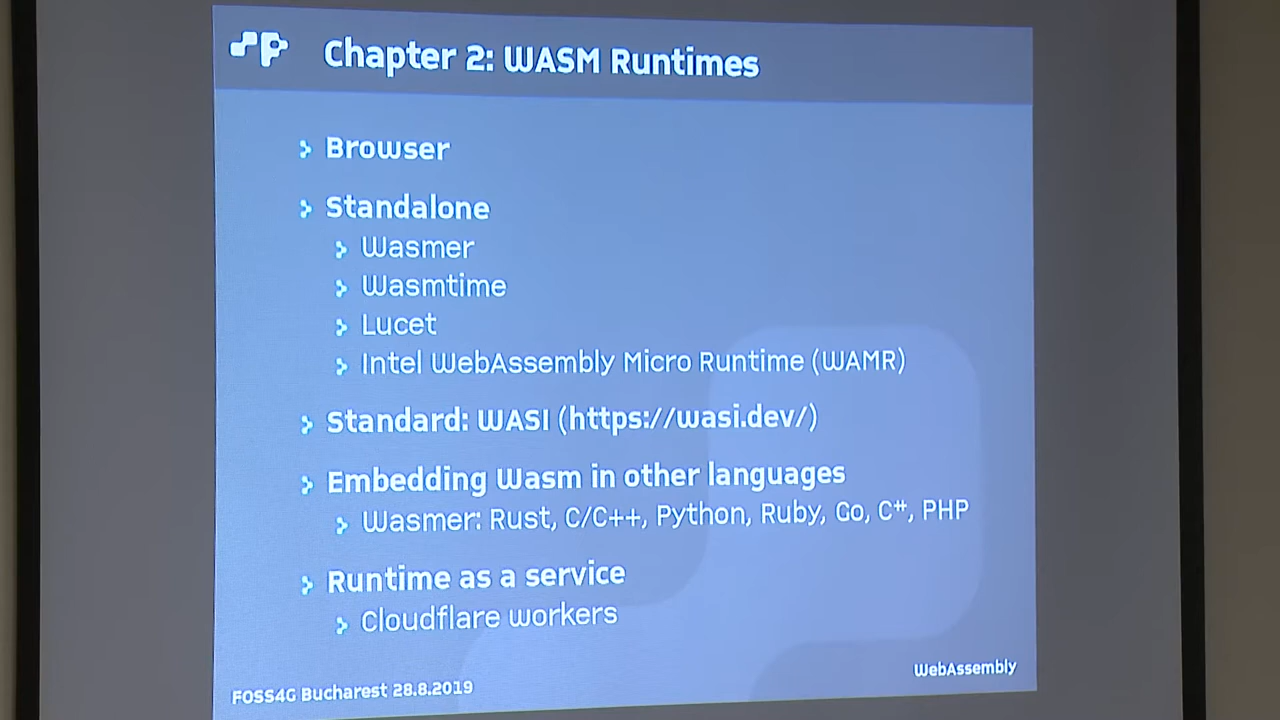 Chapter 2: WASM Runtimes
Browser
Standalone
Wasmer
Wasmtime
Lucet
Intel WebAssembly Micro Runtime (WAMR)
Standard: WASI (https://wasi.dev/)
Embedding Wasm in other languages
Wasmer: Rust, C/C++, Python, Ruby, Go, C#, PHP
Runtime as a service
Cloudflare workers
FOSS4G Bucharest 28.8.2019
WebAssembly